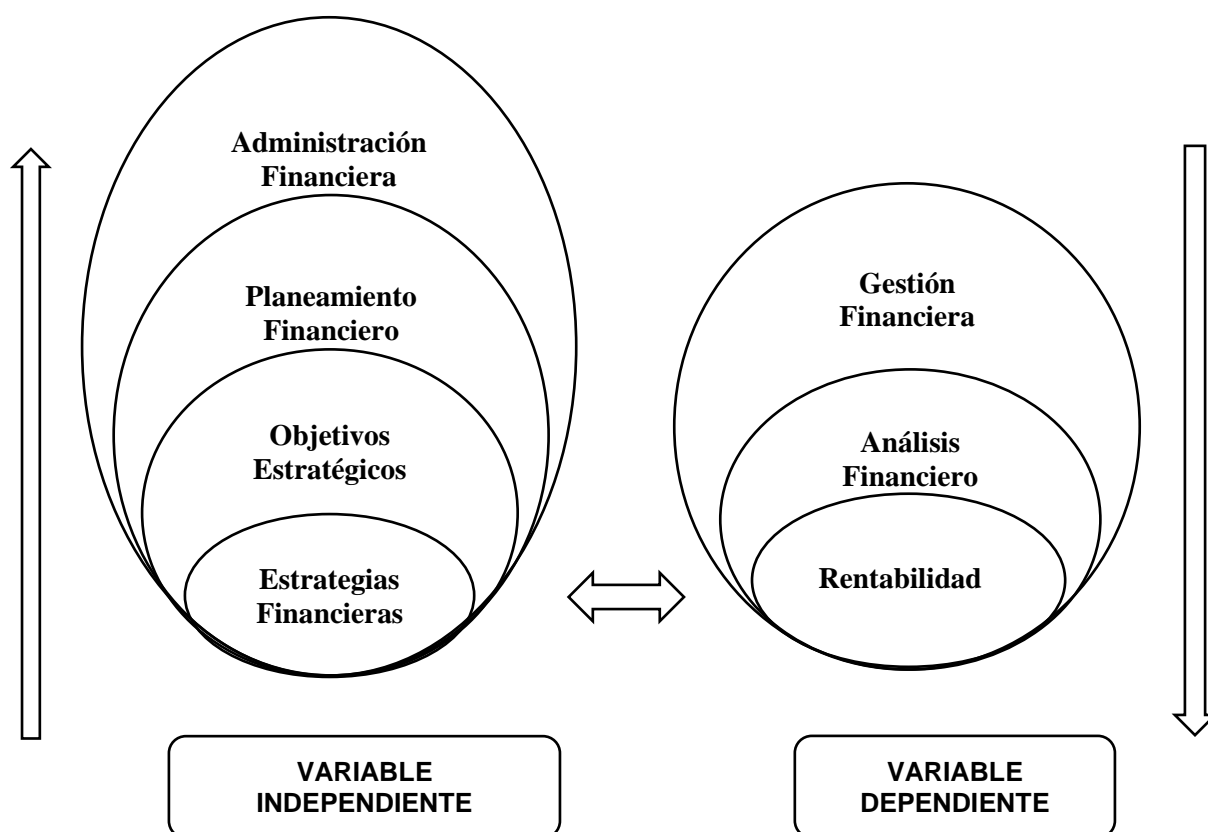 Administración
Financiera
Planeamiento
Financiero
Objetivos
Estratégicos
Estrategias
Financieras
Gestión
Financiera
Análisis
Financiero
Rentabilidad
VARIABLE
INDEPENDIENTE
VARIABLE
DEPENDIENTE